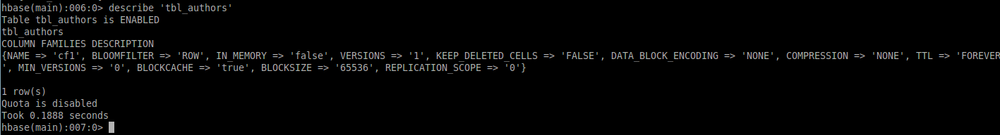 hbase(main):006:0> describe 'tbl_authors'
Table tbl_authors is ENABLED
tbl_authors
COLUMN FAMILIES DESCRIPTION
{NAME => 'cf1', BLOOMFILTER => 'ROW', IN_MEMORY => 'false', VERSIONS => '1', KEEP_DELETED_CELLS => 'FALSE', DATA_BLOCK_ENCODING => 'NONE', COMPRESSION => 'NONE', TTL => 'FOREVER
', MIN_VERSIONS => '0', BLOCKCACHE => 'true', BLOCKSIZE => '65536', REPLICATION_SCOPE => '0'}
1 row(s)
Quota is disabled
Took 0.1888 seconds
hbase(main):007:0>